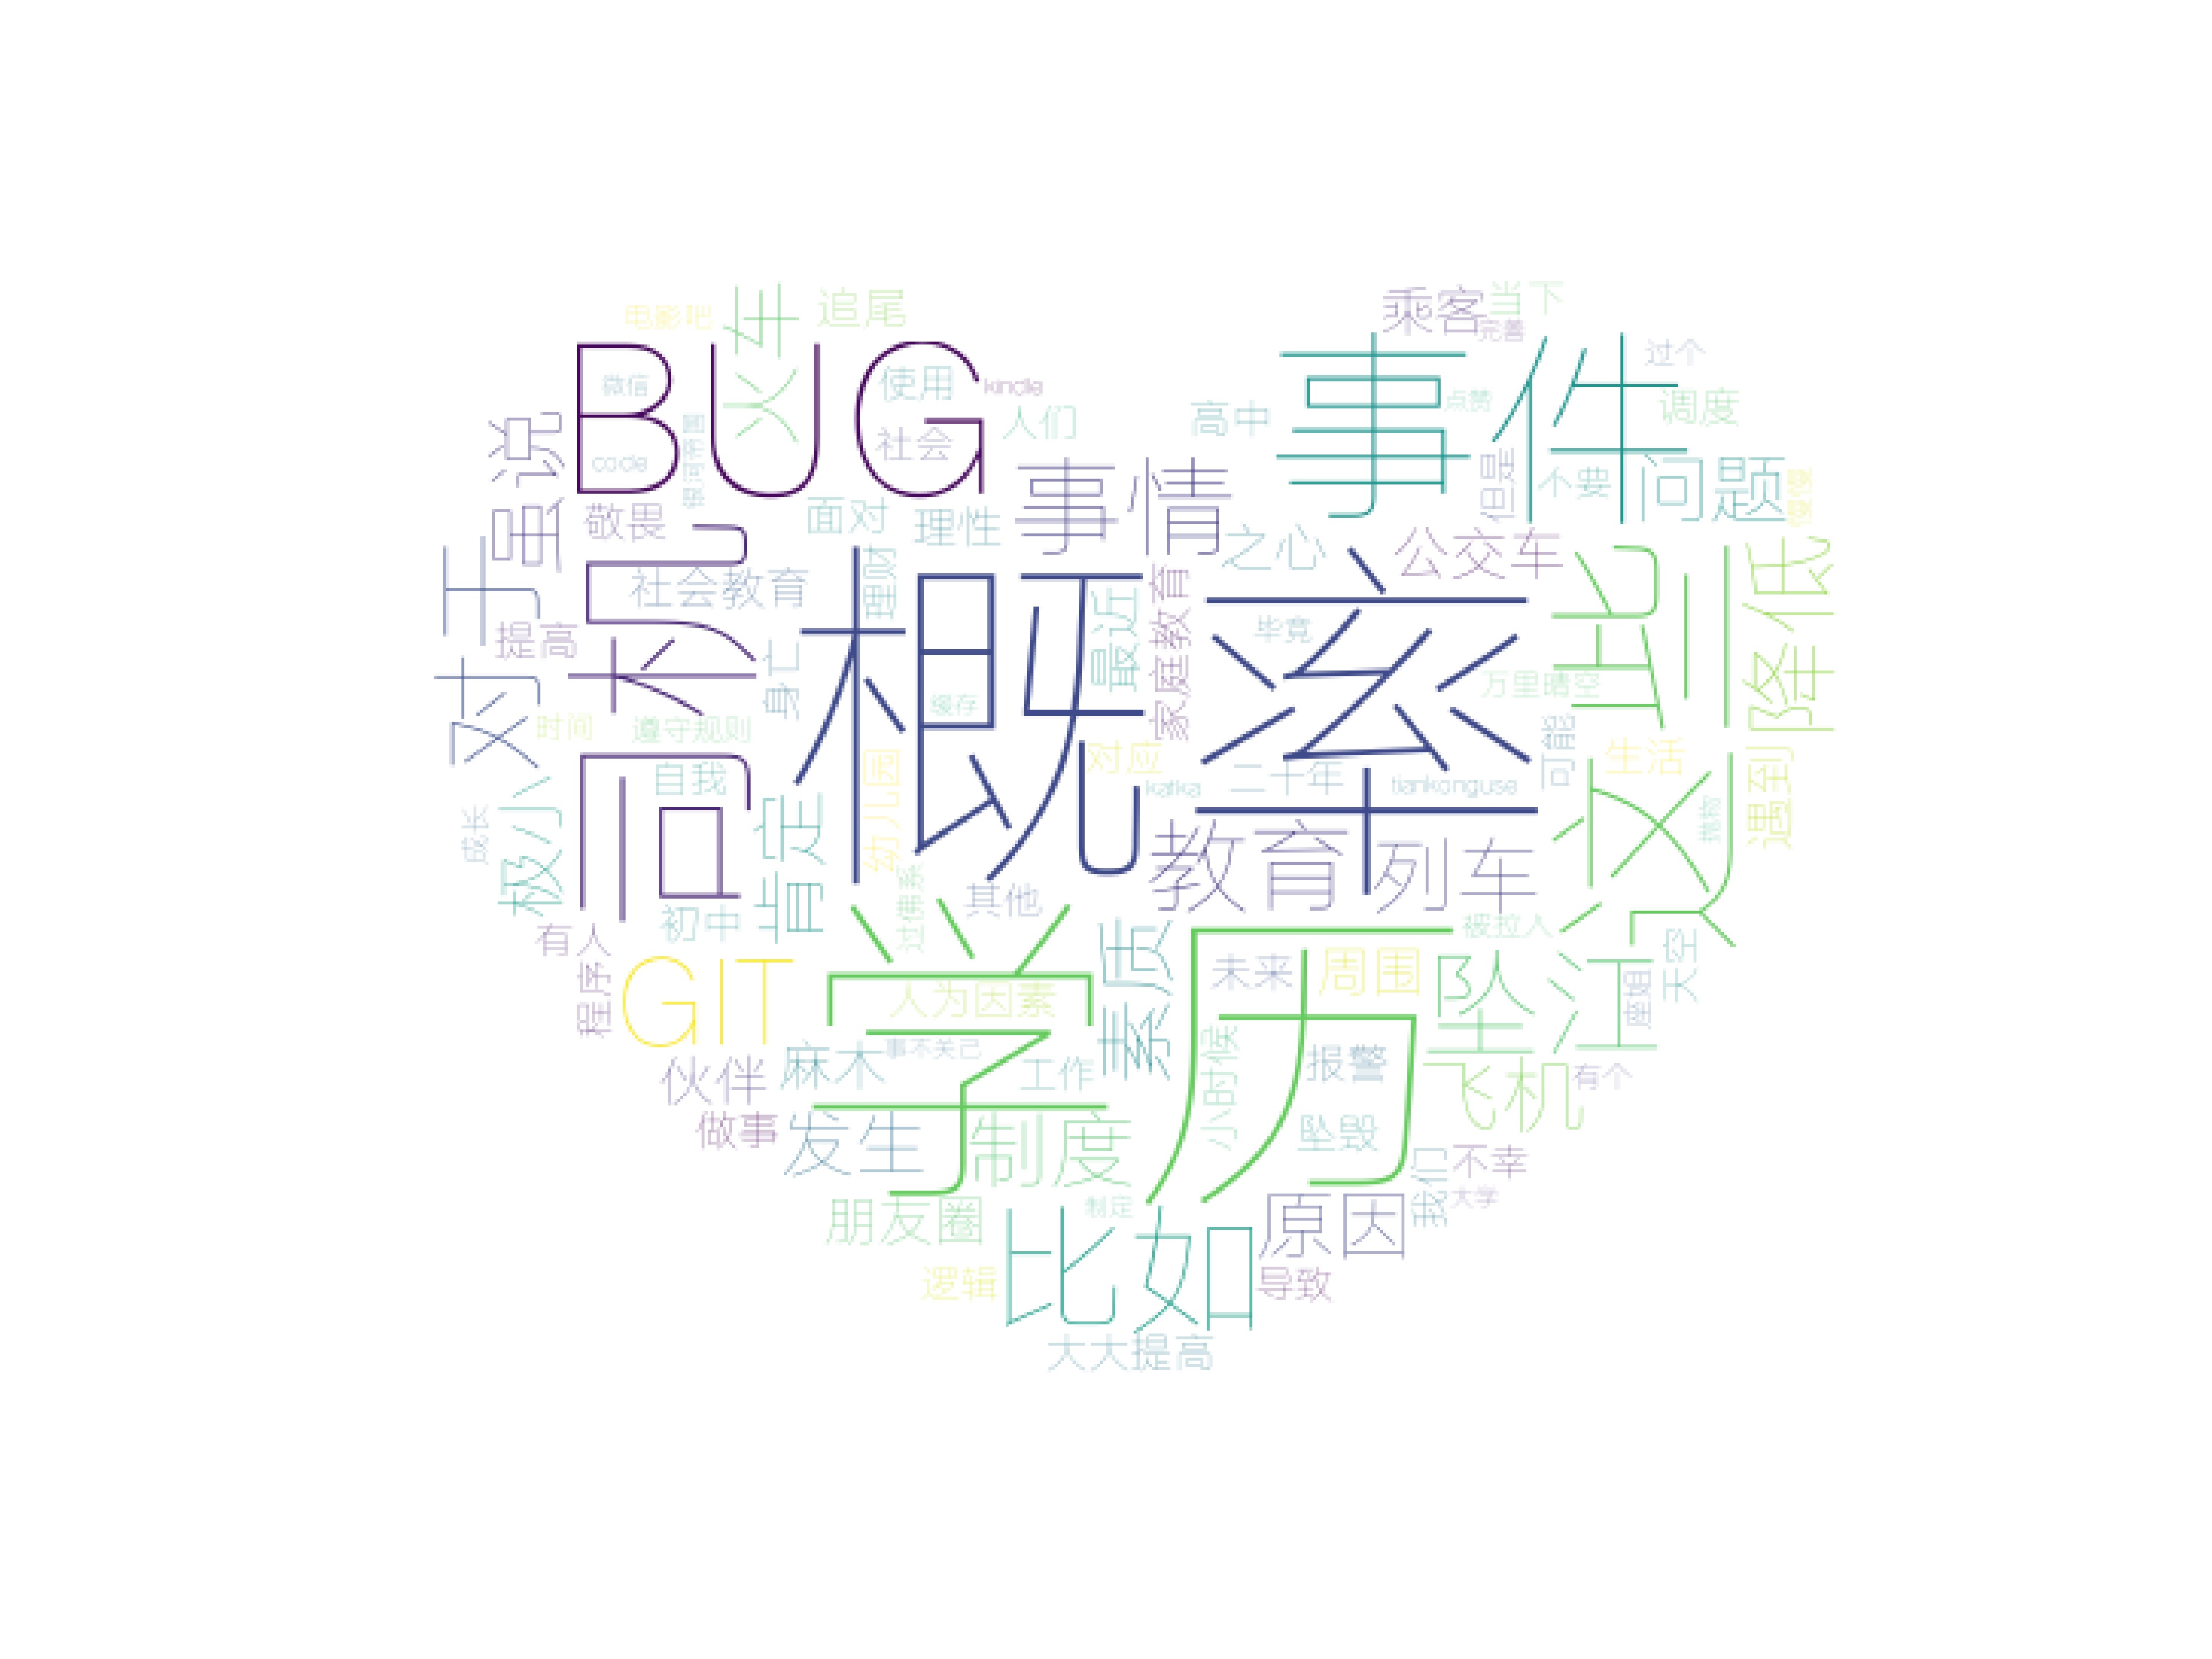 电影吧
火车
追尾
乘客
当下
完善
BUG
微信
code
使用
kindle
社会
人们
高中
事件
点赞
过个
调度
对于
来说
敬畏
面对
理性
事情
之心
但是
不要
问题
公交车
降低
司机
社会教育
理财
最近
家庭教育
概率
毕竟
万里晴空
提高
身亡
时间
遵守规则
自我
缓存
对应
kafka
二十年
tiankonguse
可能
生活
遇到
成长
极小
肯定
幼儿园
教育
列车
初中
其他
有人
程序
GIT
学历
人为因素
素质
未来
周围
被拉入
坠江
天空
伙伴
麻木
事不关己
工作
小时候
报警
飞机
有个
做事
发生
制度
坠毁
我们
不幸
大学
朋友圈
制定
比如
原因
逻辑
导致
大大提高